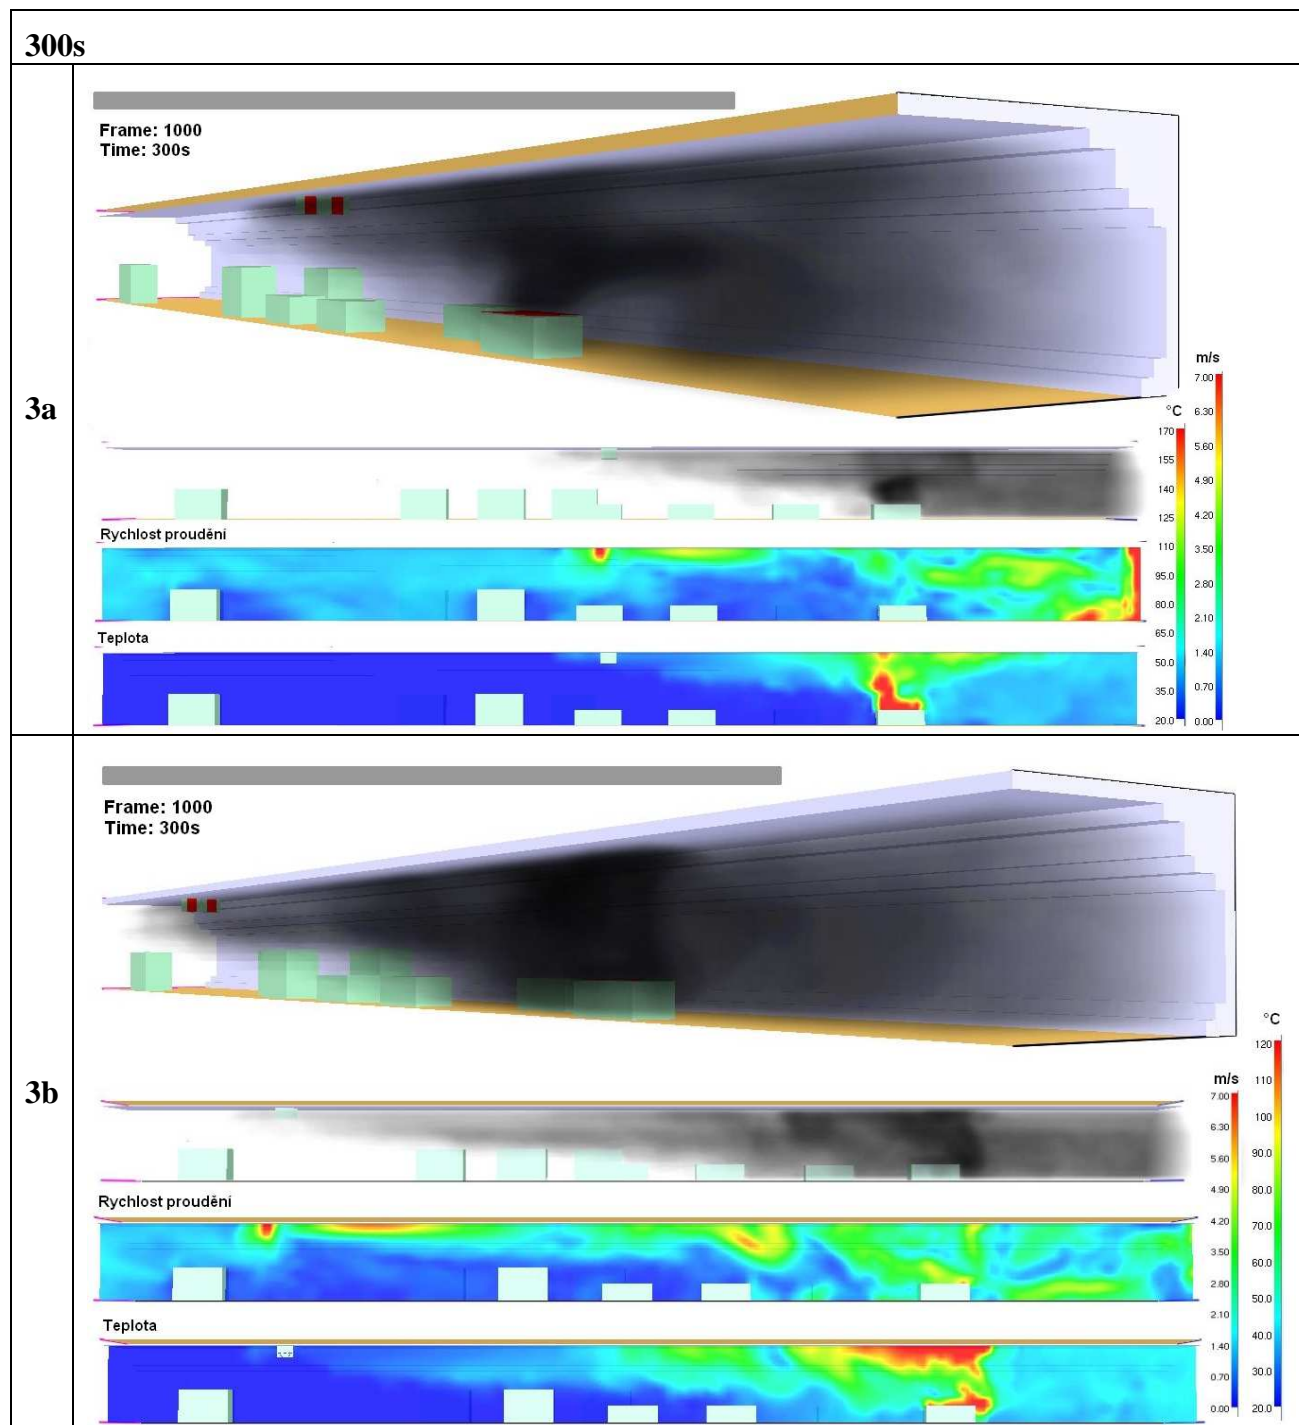 300s
3a
Frame: 1000
Time: 300s
m/s
7.00
6.30
5.60
4.90
4.20
3.50
2.80
2.10
1.40
0.70
0.00
°C
170
155
140
125
110
95.0
80.0
65.0
50.0
35.0
20.0
Rychlost proudění
Teplota
3b
Frame: 1000
Time: 300s
°C
120
110
100
90.0
80.0
70.0
60.0
50.0
40.0
30.0
20.0
m/s
7.00
6.30
5.60
4.90
4.20
3.50
2.80
2.10
1.40
0.70
0.00
Rychlost proudění
Teplota